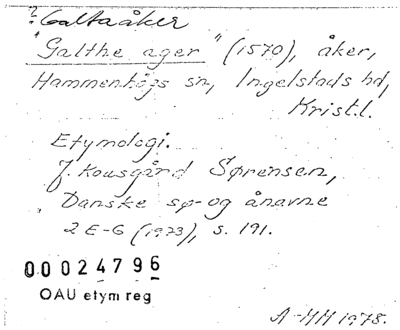 ? Galtaåker
"Galthe ager" (1570), åker,
Hammenhögs sn, Ingelstads hd,
Krist.l.
Etymologi.
J. Kousgård Sørensen,
Danske sø- og ånavne
2 E-G (1973), s. 191.
00024796
OAU etym reg
A-MH 1978.